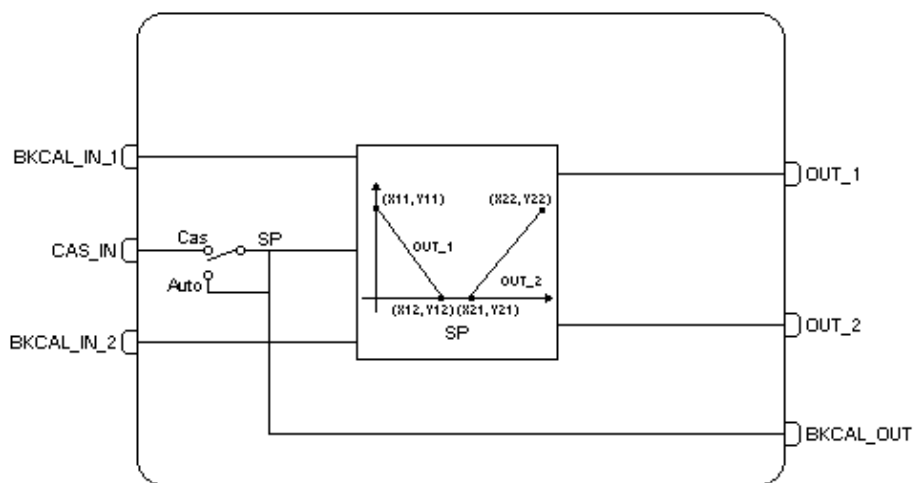 BKCAL_IN_1
OUT_1
(X11,Y11)
(X22,Y22)
Cas
SP
CAS_IN
OUT_1
Auto
OUT_2
(X12,Y12)(X21,Y21)
SP
OUT_2
BKCAL_IN_2
BKCAL_OUT